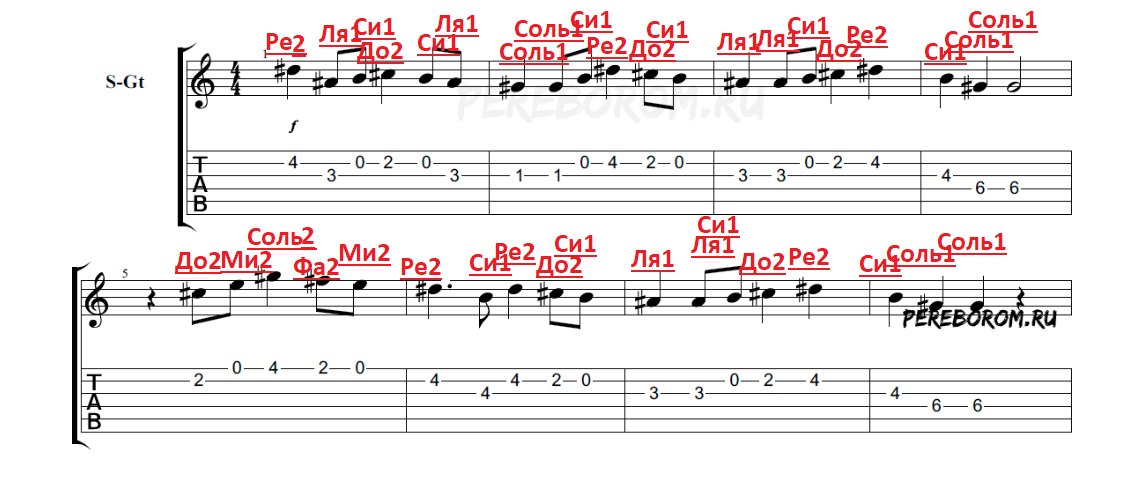 Ре2 Ля1 Си1 До2 Си1 Ля1 Соль1 Соль1 Си1 Ре2 До2 Си1 Ля1 Ля1 Си1 До2 Ре2 Си1 Соль1 Соль1
1
S-Gt 4/4
PEREBOROM.RU
f
T A B 4 3 0 2 0 3 1 1 0 4 2 0 3 3 0 2 4 4 6 6
До2 Ми2 Соль2 Фа2 Ми2 Ре2 Си1 Ре2 До2 Си1 Ля1 Ля1 Си1 До2 Ре2 Си1 Соль1 Соль1
5
PEREBOROM.RU
T A B 2 0 4 2 0 4 4 4 2 0 3 3 0 2 4 4 6 6